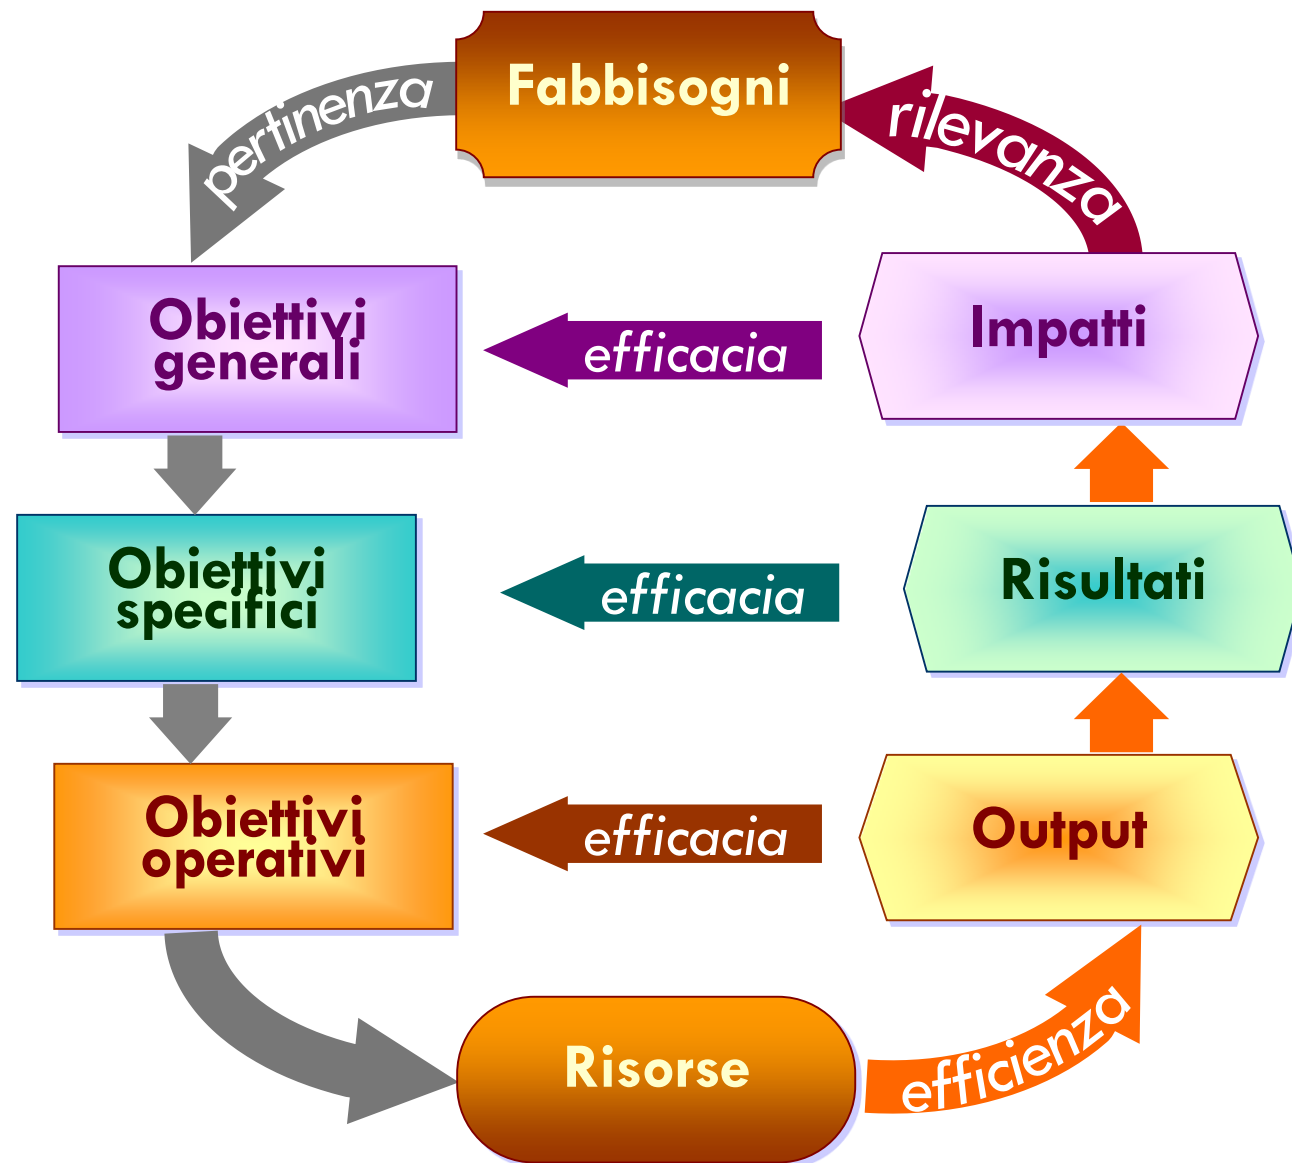 Fabbisogni
pertinenza
rilevanza
Obiettivi
generali
efficacia
Impatti
Obiettivi
specifici
efficacia
Risultati
Obiettivi
operativi
efficacia
Output
Risorse
efficienza